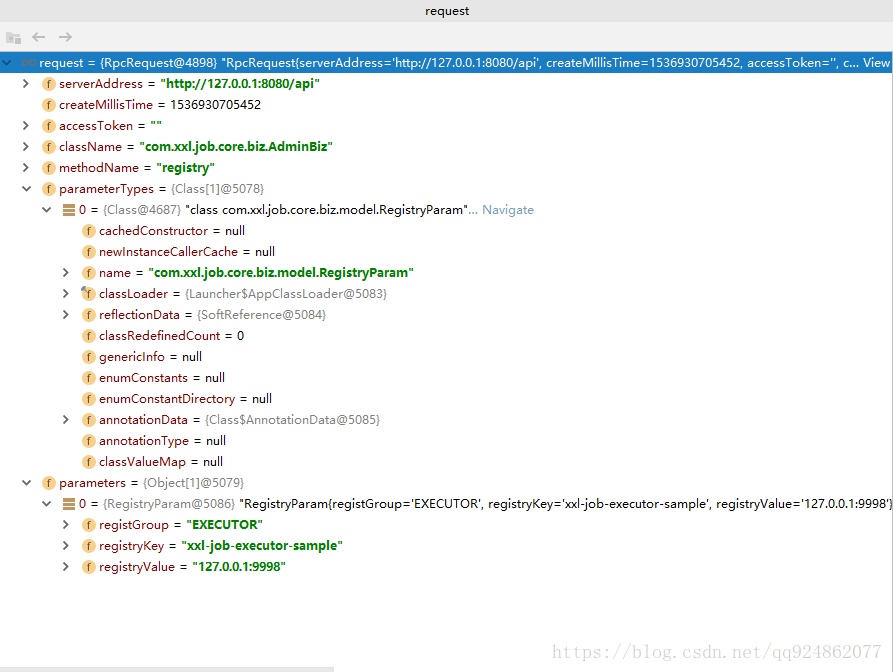 request
request = {RpcRequest@4898} "RpcRequest{serverAddress='http://127.0.0.1:8080/api', createMillisTime=1536930705452, accessToken='', c... View
f serverAddress = "http://127.0.0.1:8080/api"
f createMillisTime = 1536930705452
f accessToken = ""
f className = "com.xxl.job.core.biz.AdminBiz"
f methodName = "registry"
f parameterTypes = {Class[1]@5078}
0 = {Class@4687} "class com.xxl.job.core.biz.model.RegistryParam"... Navigate
f cachedConstructor = null
f newInstanceCallerCache = null
f name = "com.xxl.job.core.biz.model.RegistryParam"
f classLoader = {Launcher$AppClassLoader@5083}
f reflectionData = {SoftReference@5084}
f classRedefinedCount = 0
f genericInfo = null
f enumConstants = null
f enumConstantDirectory = null
f annotationData = {Class$AnnotationData@5085}
f annotationType = null
f classValueMap = null
f parameters = {Object[1]@5079}
0 = {RegistryParam@5086} "RegistryParam{registGroup='EXECUTOR', registryKey='xxl-job-executor-sample', registryValue='127.0.0.1:9998'}
f registGroup = "EXECUTOR"
f registryKey = "xxl-job-executor-sample"
f registryValue = "127.0.0.1:9998"
https://blog.csdn.net/qq924862077